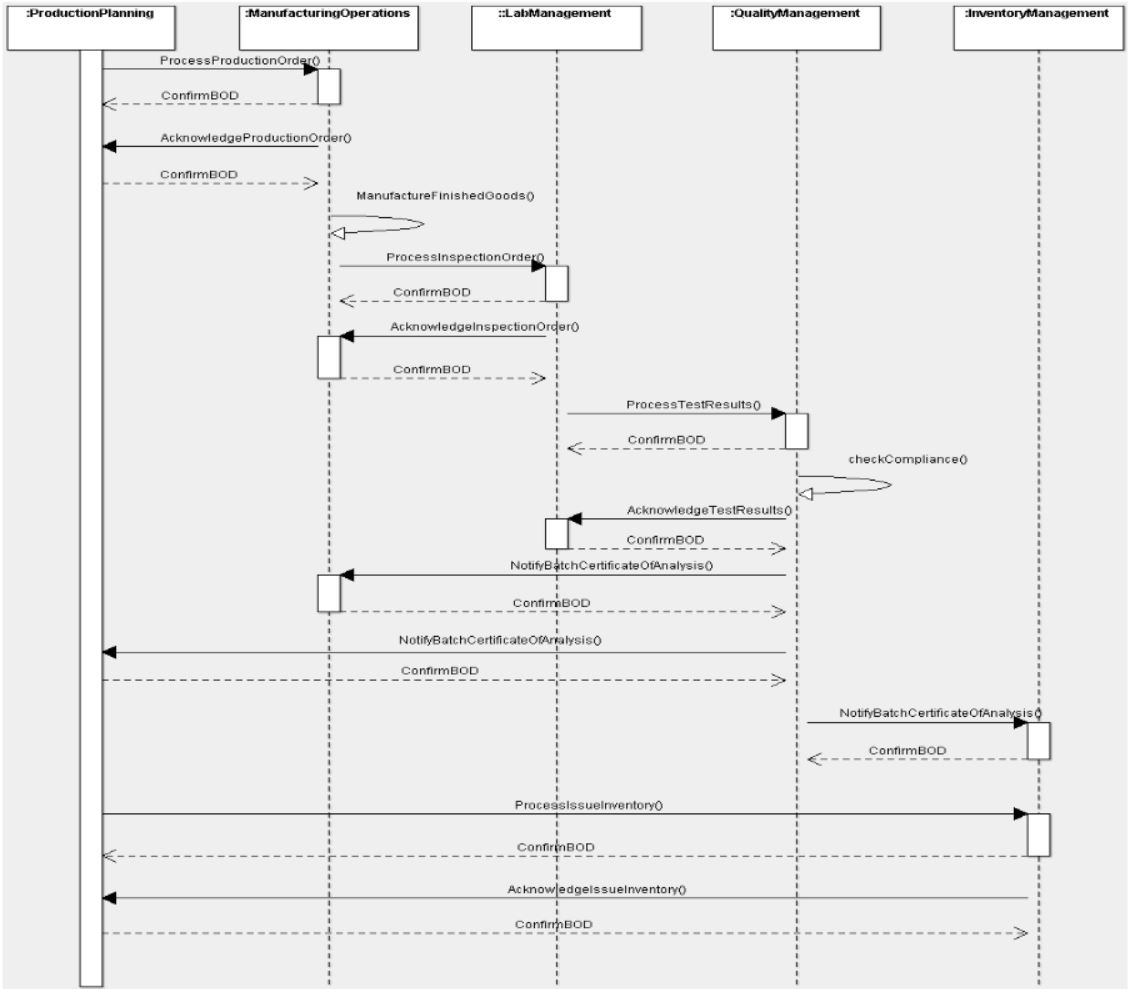 :ProductionPlanning :ManufacturingOperations ::LabManagement :QualityManagement :InventoryManagement
ProcessProductionOrder()
ConfirmBOD
AcknowledgeProductionOrder()
ConfirmBOD
ManufactureFinishedGoods()
ProcessInspectionOrder()
ConfirmBOD
AcknowledgeInspectionOrder()
ConfirmBOD
ProcessTestResults()
ConfirmBOD
checkCompliance()
AcknowledgeTestResults()
ConfirmBOD
NotifyBatchCertificateOfAnalysis()
ConfirmBOD
NotifyBatchCertificateOfAnalysis()
ConfirmBOD
NotifyBatchCertificateOfAnalysis()
ConfirmBOD
ProcessIssueInventory()
ConfirmBOD
AcknowledgeIssueInventory()
ConfirmBOD